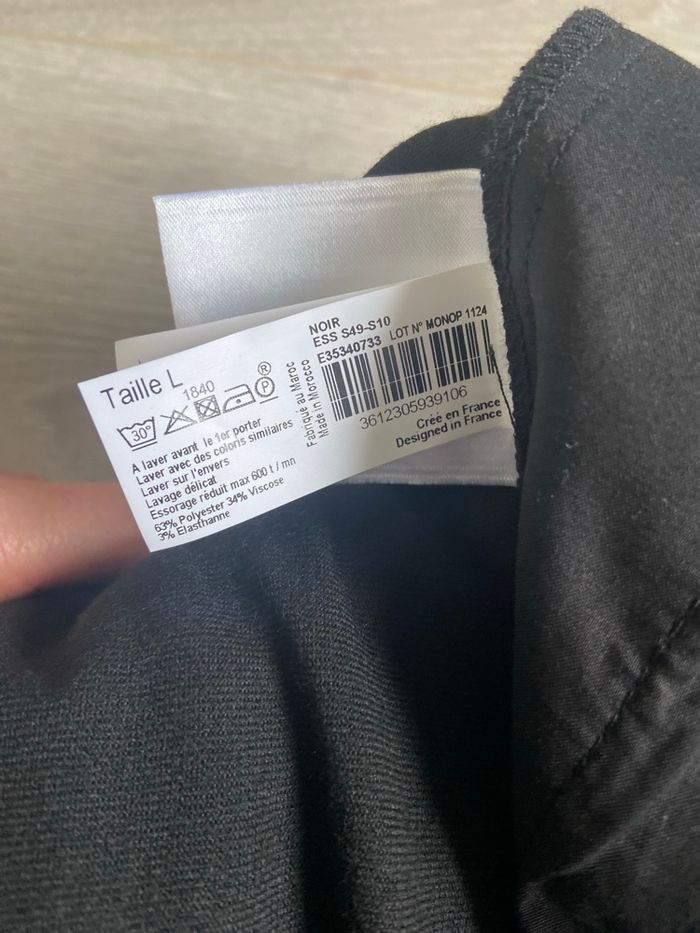 Taille L
1840
30°
®
P
A laver avant le 1er porter
Laver avec des coloris similaires
Laver sur l'envers
Lavage délicat
Essorage réduit max 600 t / mn
63% Polyester 34% Viscose
3% Elasthanne
Fabriqué au Maroc
Made in Morocco
NOIR
ESS S49-S10
E35340733 LOT N° MONOP 1124
3612305939106
Créé en France
Designed in France